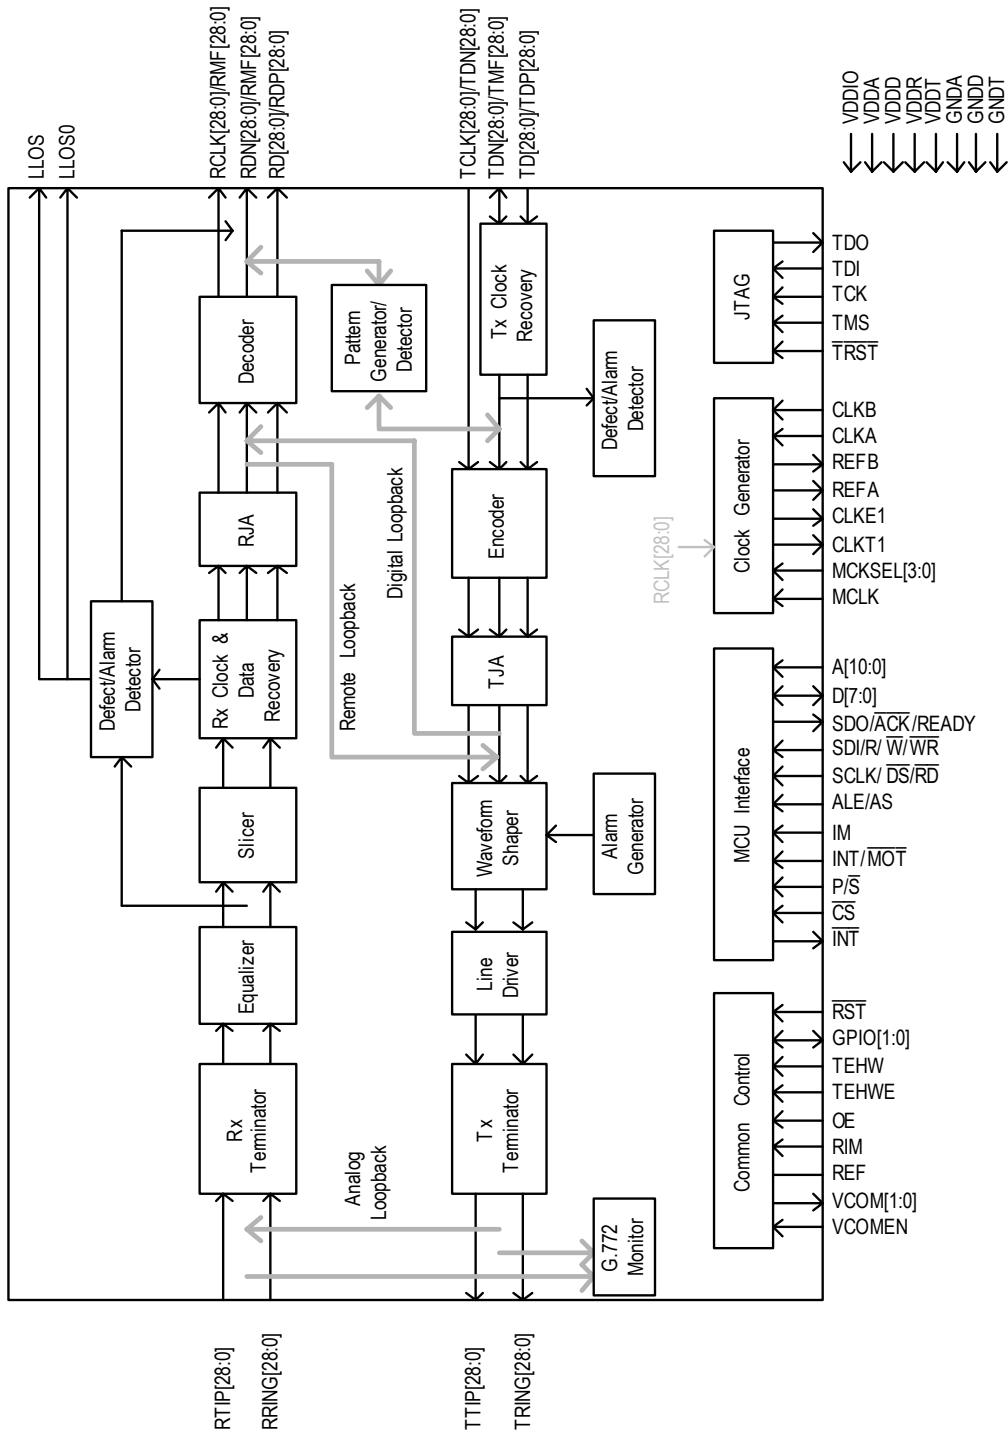 LLOS
LLOS0
RCLK[28:0]/RMF[28:0]
RDN[28:0]/RMF[28:0]
RD[28:0]/RDP[28:0]
TCLK[28:0]/TDN[28:0]
TDN[28:0]/TMF[28:0]
TD[28:0]/TDP[28:0]
VDDIO
VDDA
VDDD
VDDR
VDDT
GNDA
GNDD
GNDT
Decoder
Pattern
Generator/
Detector
Tx Clock
Recovery
Defect/Alarm
Detector
JTAG
TDO
TDI
TCK
TMS
TRST
RJA
Digital Loopback
Remote Loopback
Encoder
RCLK[28:0]
Clock Generator
CLKB
CLKA
REFB
REFA
CLKE1
CLKT1
MCKSEL[3:0]
MCLK
Defect/Alarm
Detector
Rx Clock &
Data
Recovery
TJA
Slicer
Waveform
Shaper
Alarm
Generator
MCU Interface
A[10:0]
D[7:0]
SDO/ACK/READY
SDI/R/ W/WR
SCLK/ DS/RD
ALE/AS
IM
INT/MOT
P/S
CS
INT
Equalizer
Line
Driver
Rx
Terminator
Tx
Terminator
Analog
Loopback
G.772
Monitor
Common Control
RST
GPIO[1:0]
TEHW
TEHWE
OE
RIM
REF
VCOM[1:0]
VCOMEN
RTIP[28:0]
RRING[28:0]
TTIP[28:0]
TRING[28:0]